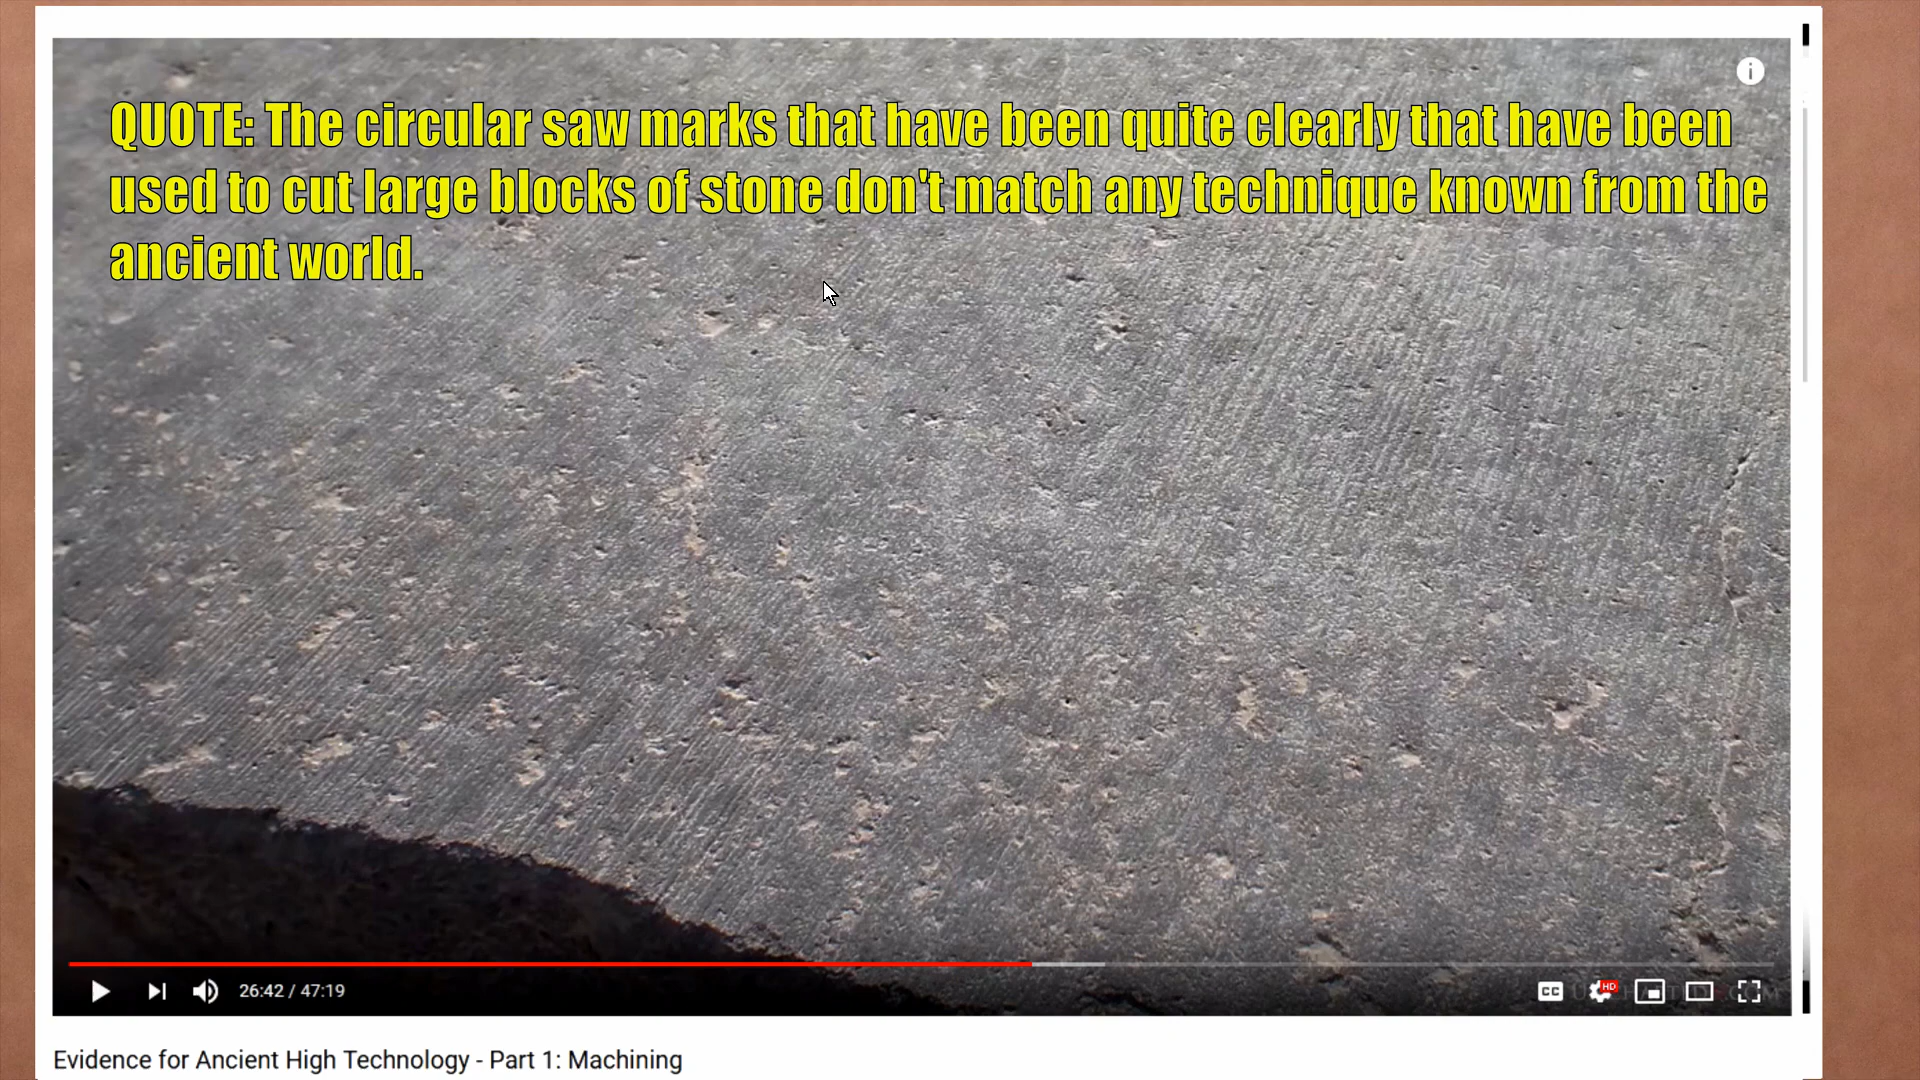 QUOTE: The circular saw marks that have been quite clearly that have been
used to cut large blocks of stone don't match any technique known from the
ancient world.
26:42 / 47:19
CC
HD
Evidence for Ancient High Technology - Part 1: Machining